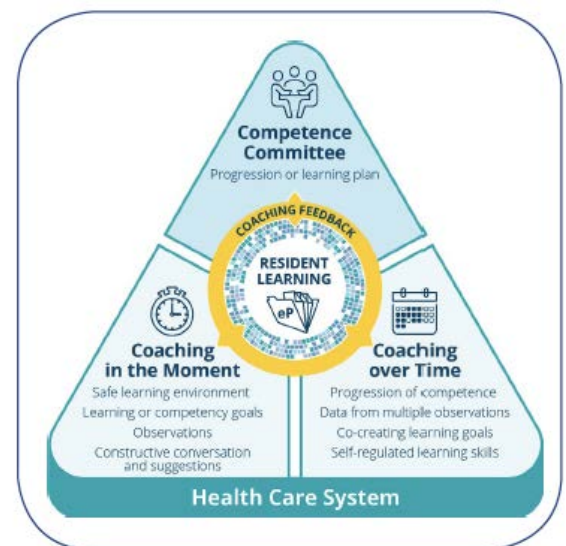 Competence
Committee
Progression or learning plan
COACHING FEEDBACK
RESIDENT
LEARNING
eP
Coaching
in the Moment
Safe learning environment
Learning or competency goals
Observations
Constructive conversation
and suggestions
Coaching
over Time
Progression of competence
Data from multiple observations
Co-creating learning goals
Self-regulated learning skills
Health Care System